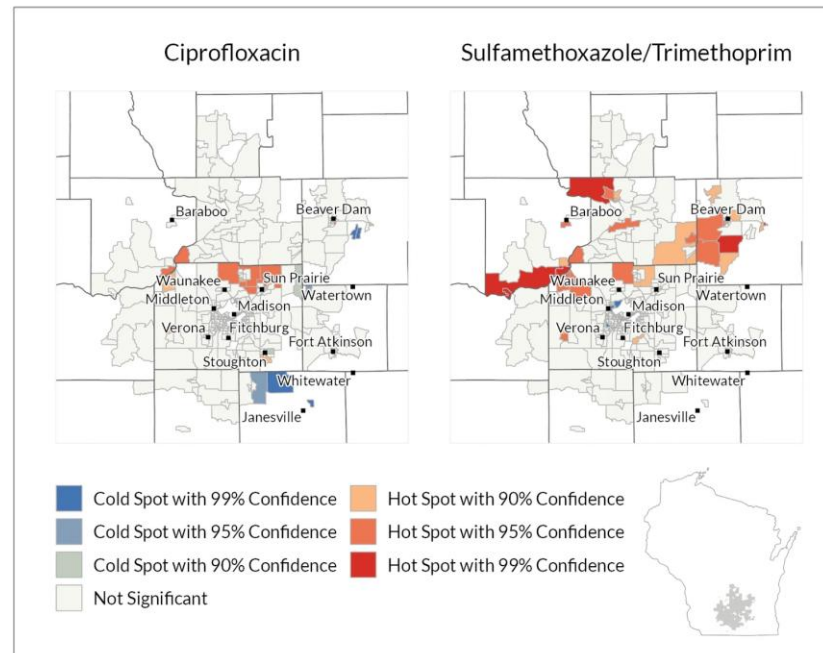 Ciprofloxacin
Sulfamethoxazole/Trimethoprim
Baraboo
Beaver Dam
Waunakee
Sun Prairie
Middleton
Madison
Watertown
Verona
Fitchburg
Stoughton
Fort Atkinson
Whitewater
Janesville
Baraboo
Beaver Dam
Waunakee
Sun Prairie
Middleton
Madison
Watertown
Verona
Fitchburg
Stoughton
Fort Atkinson
Whitewater
Janesville
Cold Spot with 99% Confidence
Hot Spot with 90% Confidence
Cold Spot with 95% Confidence
Hot Spot with 95% Confidence
Cold Spot with 90% Confidence
Hot Spot with 99% Confidence
Not Significant